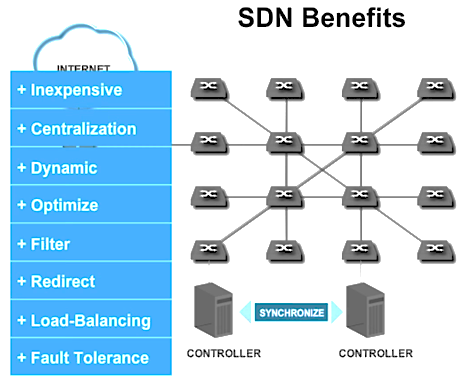 SDN Benefits
INTERNET
+ Inexpensive
+ Centralization
+ Dynamic
+ Optimize
+ Filter
+ Redirect
+ Load-Balancing
+ Fault Tolerance
SYNCHRONIZE
CONTROLLER
CONTROLLER